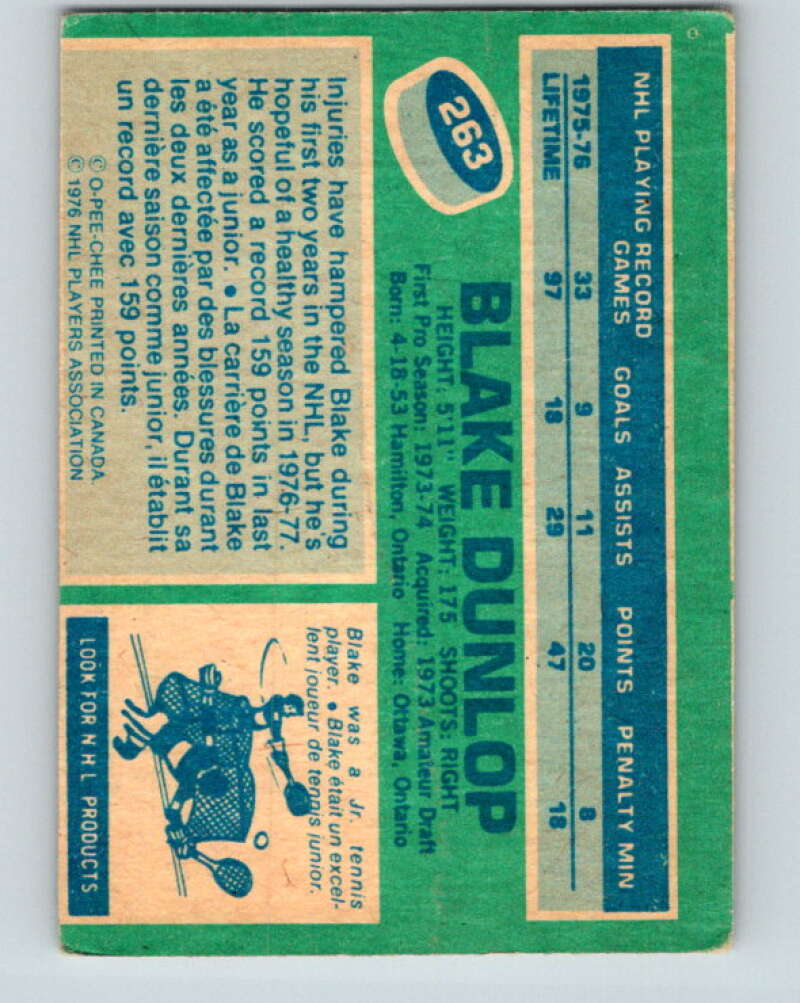 NHL PLAYING RECORD
GAMES GOALS ASSISTS POINTS PENALTY MIN
1975-76 33 9 11 20 8
LIFETIME 97 18 29 47 18
263
BLAKE DUNLOP
HEIGHT: 5'11" WEIGHT: 175 SHOOTS: RIGHT
First Pro Season: 1973-74 Acquired: 1973 Amateur Draft
Born: 4-18-53 Hamilton, Ontario Home: Ottawa, Ontario
Injuries have hampered Blake during
his first two years in the NHL, but he's
hopeful of a healthy season in 1976-77.
He scored a record 159 points in last
year as a junior. • La carrière de Blake
a été affectée par des blessures durant
les deux dernières années. Durant sa
dernière saison comme junior, il établit
un record avec 159 points.
© O-PEE-CHEE PRINTED IN CANADA.
© 1976 NHL PLAYERS ASSOCIATION
Blake was a Jr. tennis
player. • Blake était un excel-
lent joueur de tennis junior.
LOOK FOR NHL PRODUCTS